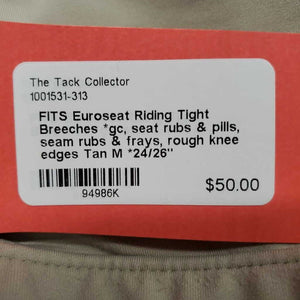 The Tack Collector
1001531-313
FITS Euroseat Riding Tight
Breeches *gc, seat rubs & pills,
seam rubs & frays, rough knee
edges Tan M *24/26"
94986K
$50.00